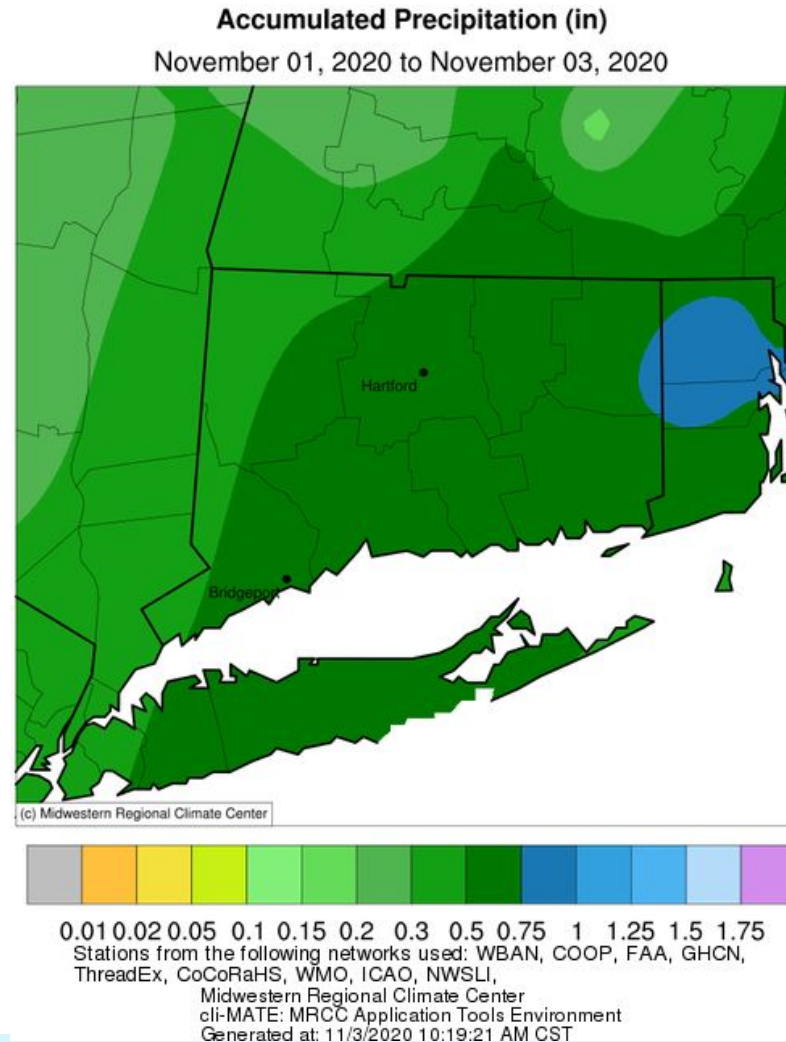 Accumulated Precipitation (in)
November 01, 2020 to November 03, 2020
Hartford
Bridgeport
(c) Midwestern Regional Climate Center
0.01 0.02 0.05 0.1 0.15 0.2 0.3 0.5 0.75 1 1.25 1.5 1.75
Stations from the following networks used: WBAN, COOP, FAA, GHCN,
ThreadEx, CoCoRaHS, WMO, ICAO, NWSLI,
Midwestern Regional Climate Center
cli-MATE: MRCC Application Tools Environment
Generated at: 11/3/2020 10:19:21 AM CST